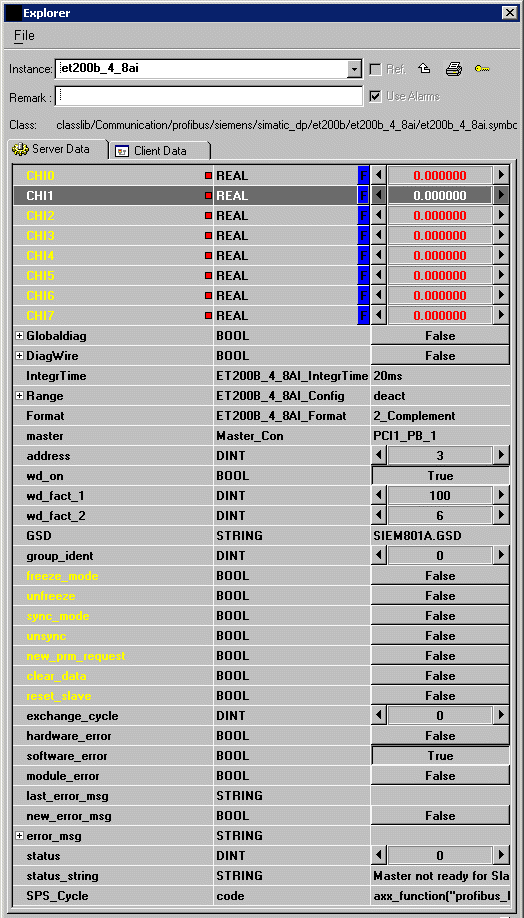 Explorer
File
Instance: et200b_4_8ai Ref.
Remark : Use Alarms
Class: classlib/Communication/profibus/siemens/simatic_dp/et200b/et200b_4_8ai/et200b_4_8ai.symbo
Server Data Client Data
CHI0 REAL F 0.000000
CHI1 REAL F 0.000000
CHI2 REAL F 0.000000
CHI3 REAL F 0.000000
CHI4 REAL F 0.000000
CHI5 REAL F 0.000000
CHI6 REAL F 0.000000
CHI7 REAL F 0.000000
Globaldiag BOOL False
DiagWire BOOL False
IntegrTime ET200B_4_8AI_IntegrTime 20ms
Range ET200B_4_8AI_Config deact
Format ET200B_4_8AI_Format 2_Complement
master Master_Con PCI1_PB_1
address DINT 3
wd_on BOOL True
wd_fact_1 DINT 100
wd_fact_2 DINT 6
GSD STRING SIEM801A.GSD
group_ident DINT 0
freeze_mode BOOL False
unfreeze BOOL False
sync_mode BOOL False
unsync BOOL False
new_prm_request BOOL False
clear_data BOOL False
reset_slave BOOL False
exchange_cycle DINT 0
hardware_error BOOL False
software_error BOOL True
module_error BOOL False
last_error_msg STRING
new_error_msg BOOL False
error_msg STRING
status DINT 0
status_string STRING Master not ready for Sla
SPS_Cycle code axx_function("profibus_l